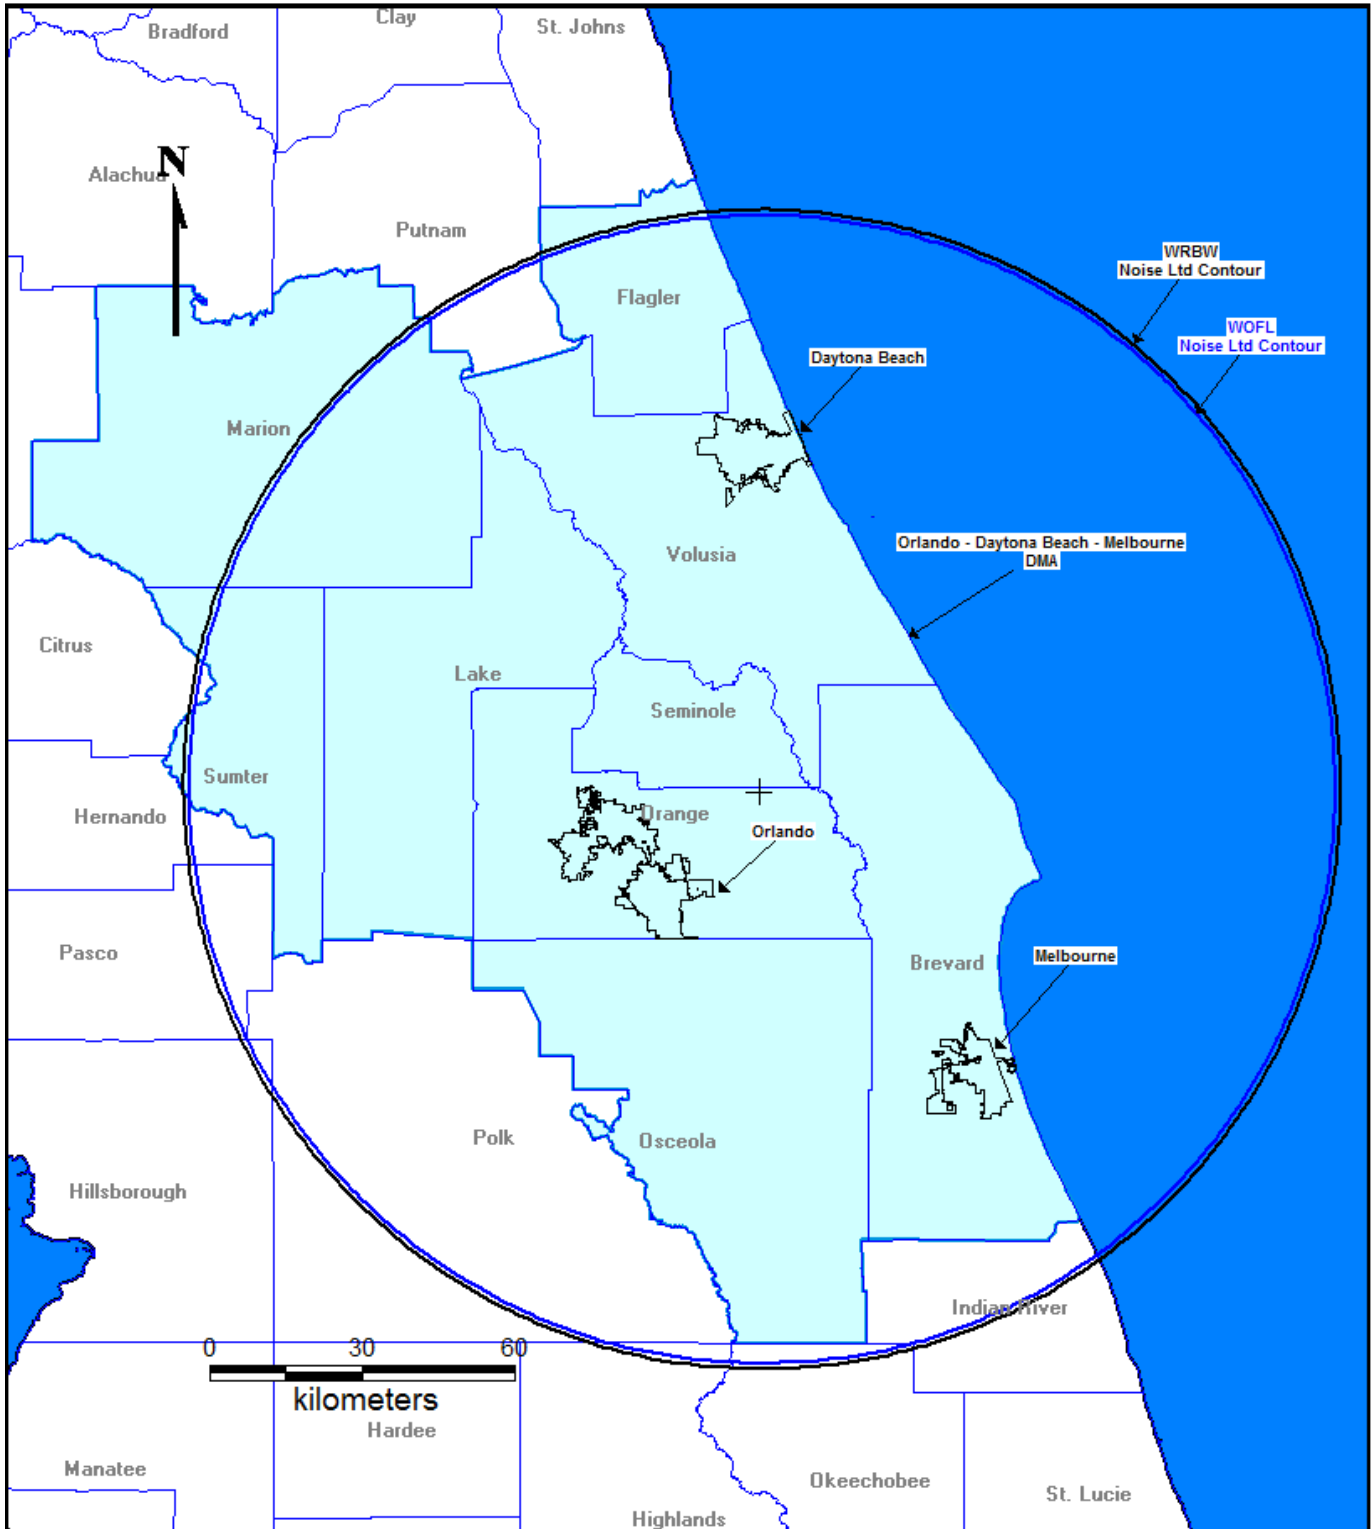 Clay
Bradford
St. Johns
N
Alachua
Putnam
WRBW
Noise Ltd Contour
Flagler
WOFL
Noise Ltd Contour
Daytona Beach
Marion
Orlando - Daytona Beach - Melbourne
DMA
Volusia
Citrus
Lake
Seminole
Sumter
Hernando
Orange
Orlando
Pasco
Brevard
Melbourne
Polk
Osceola
Hillsborough
Indian River
0 30 60
kilometers
Hardee
Manatee
Okeechobee
St. Lucie
Highlands